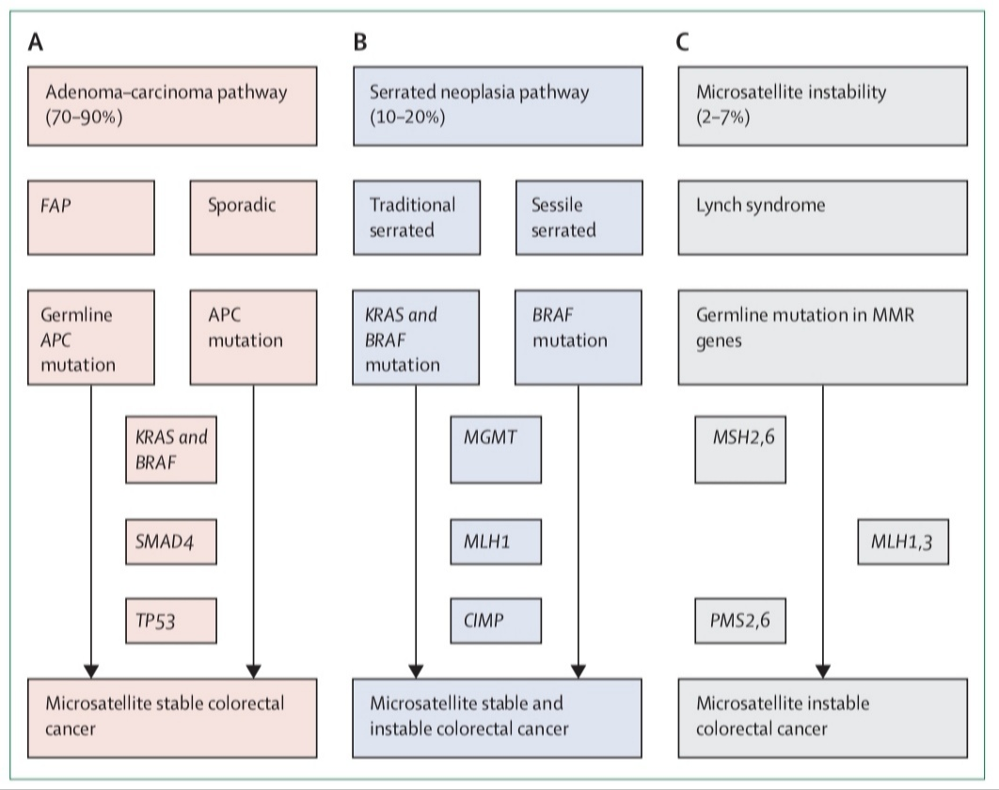 A
Adenoma–carcinoma pathway
(70–90%)
FAP
Sporadic
Germline
APC
mutation
APC
mutation
KRAS and
BRAF
SMAD4
TP53
Microsatellite stable colorectal
cancer
B
Serrated neoplasia pathway
(10–20%)
Traditional
serrated
Sessile
serrated
KRAS and
BRAF
mutation
BRAF
mutation
MGMT
MLH1
CIMP
Microsatellite stable and
instable colorectal cancer
C
Microsatellite instability
(2–7%)
Lynch syndrome
Germline mutation in MMR
genes
MSH2,6
MLH1,3
PMS2,6
Microsatellite instable
colorectal cancer